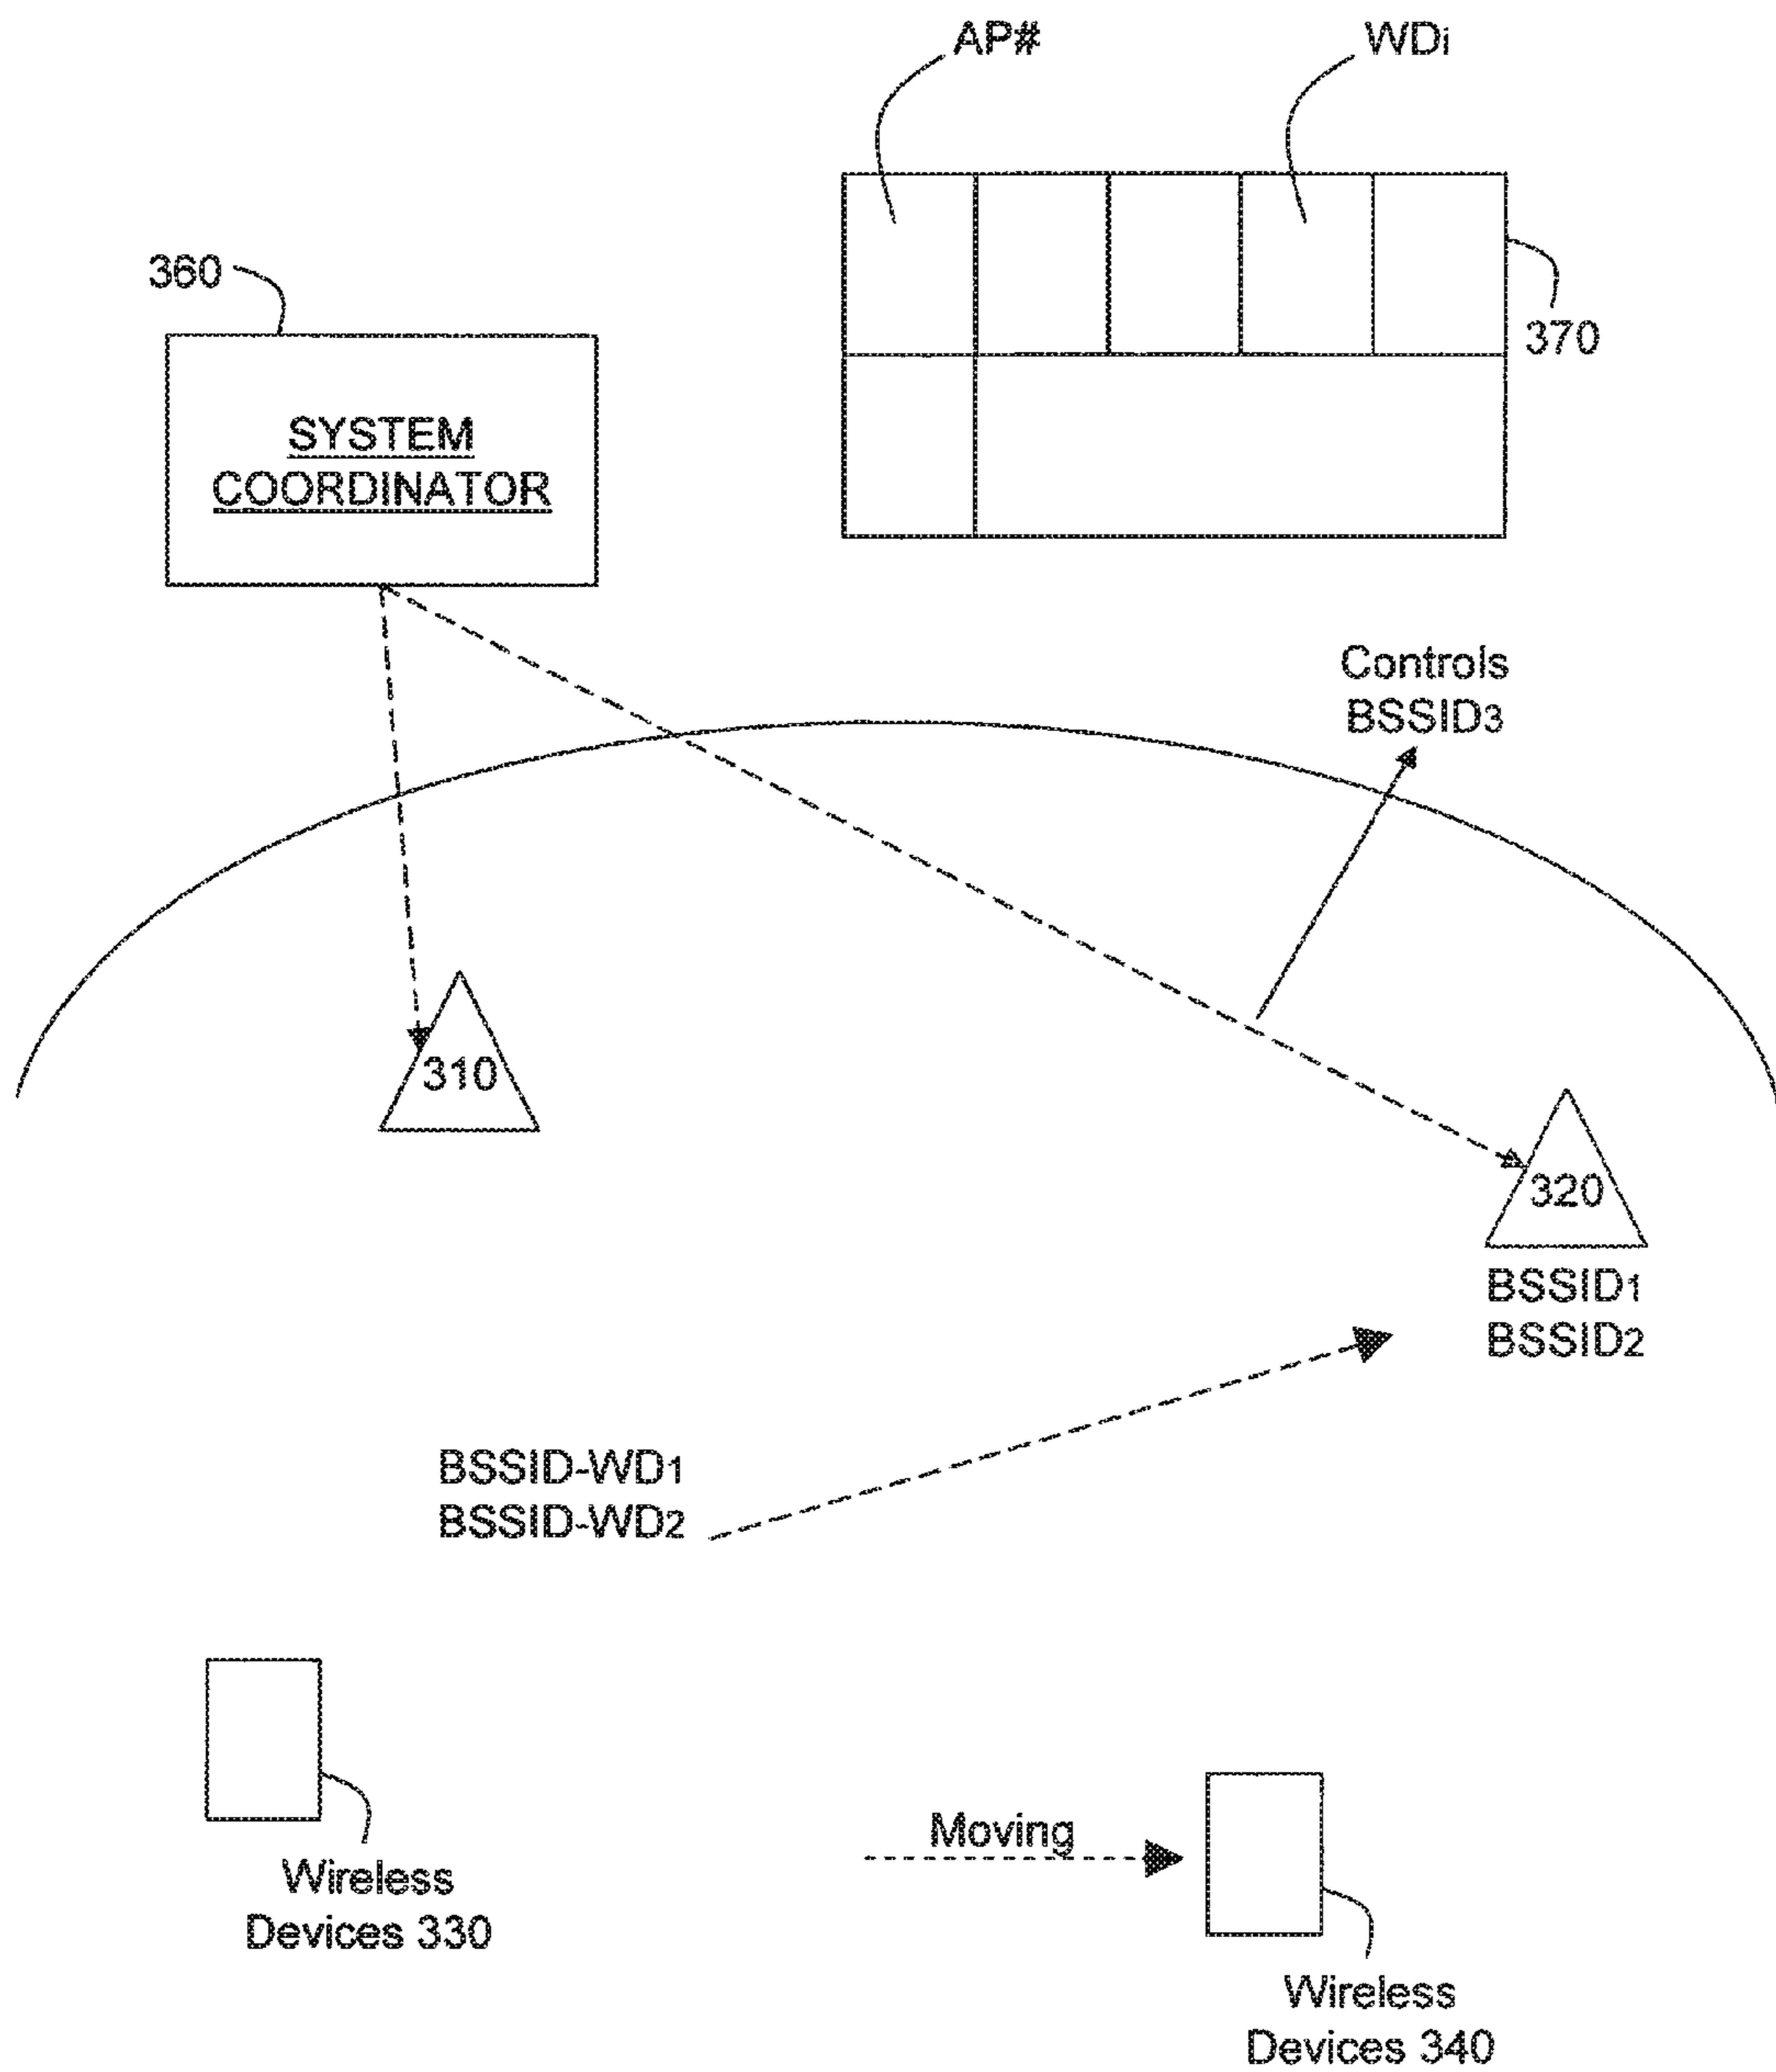 AP#
WDi
360
370
SYSTEM
COORDINATOR
Controls
BSSID3
310
320
BSSID1
BSSID2
BSSID-WD1
BSSID-WD2
Moving
Wireless
Devices 330
Wireless
Devices 340